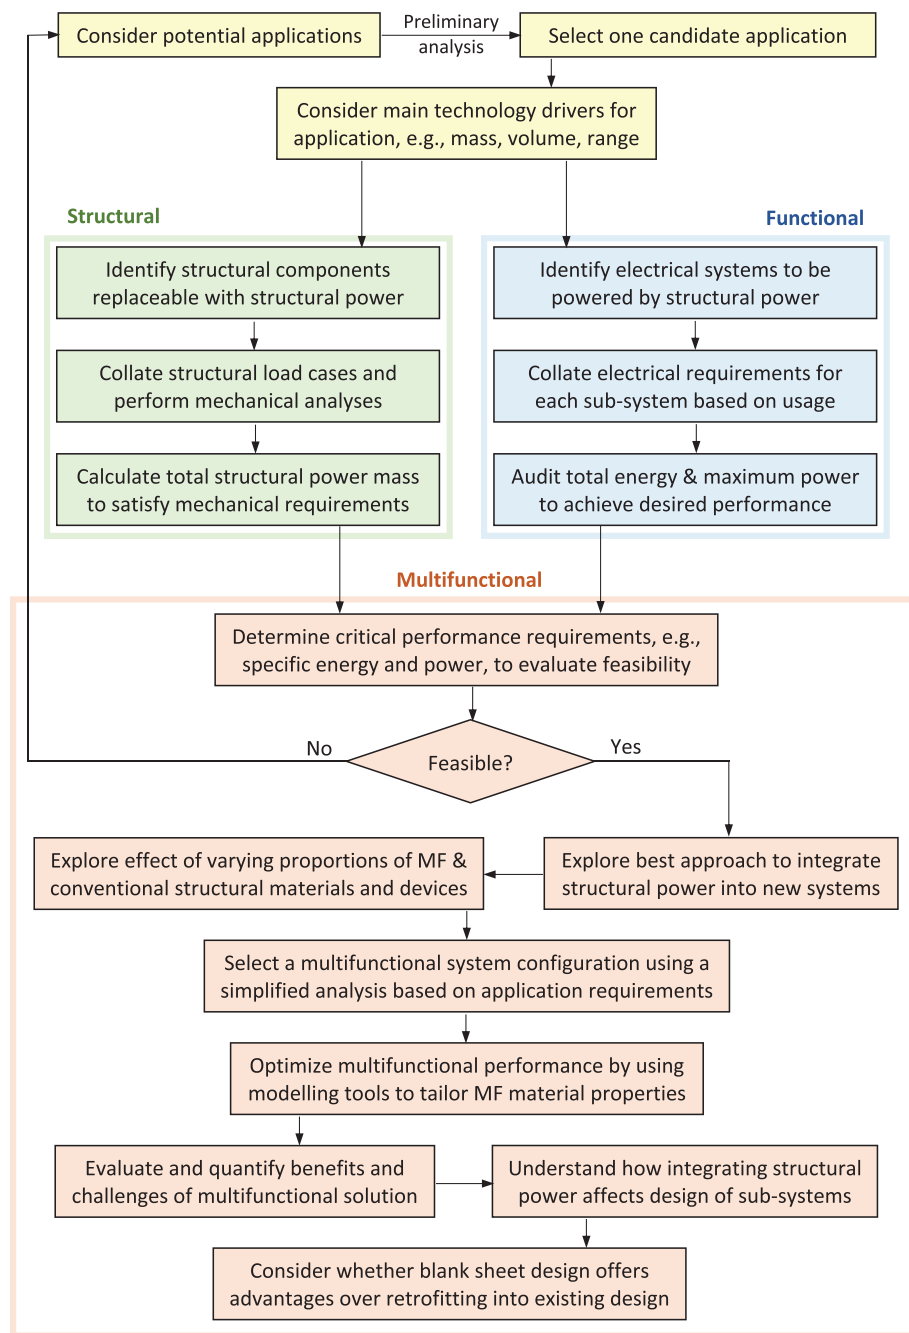 Consider potential applications
Preliminary
analysis
Select one candidate application
Consider main technology drivers for
application, e.g., mass, volume, range
Structural
Identify structural components
replaceable with structural power
Collate structural load cases and
perform mechanical analyses
Calculate total structural power mass
to satisfy mechanical requirements
Functional
Identify electrical systems to be
powered by structural power
Collate electrical requirements for
each sub-system based on usage
Audit total energy & maximum power
to achieve desired performance
Multifunctional
Determine critical performance requirements, e.g.,
specific energy and power, to evaluate feasibility
Feasible?
No
Yes
Explore best approach to integrate
structural power into new systems
Explore effect of varying proportions of MF &
conventional structural materials and devices
Select a multifunctional system configuration using a
simplified analysis based on application requirements
Optimize multifunctional performance by using
modelling tools to tailor MF material properties
Evaluate and quantify benefits and
challenges of multifunctional solution
Understand how integrating structural
power affects design of sub-systems
Consider whether blank sheet design offers
advantages over retrofitting into existing design